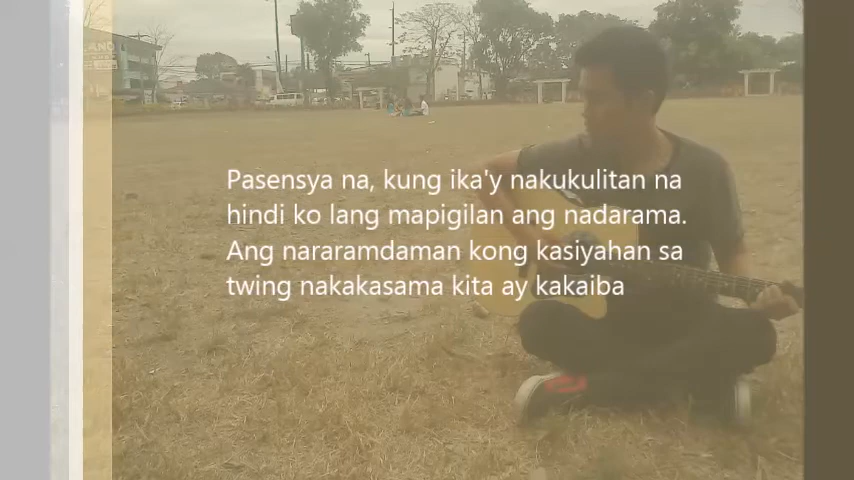 Pasensya na, kung ika'y nakukulitan na
hindi ko lang mapigilan ang nadarama.
Ang nararamdaman kong kasiyahan sa
twing nakakasama kita ay kakaiba